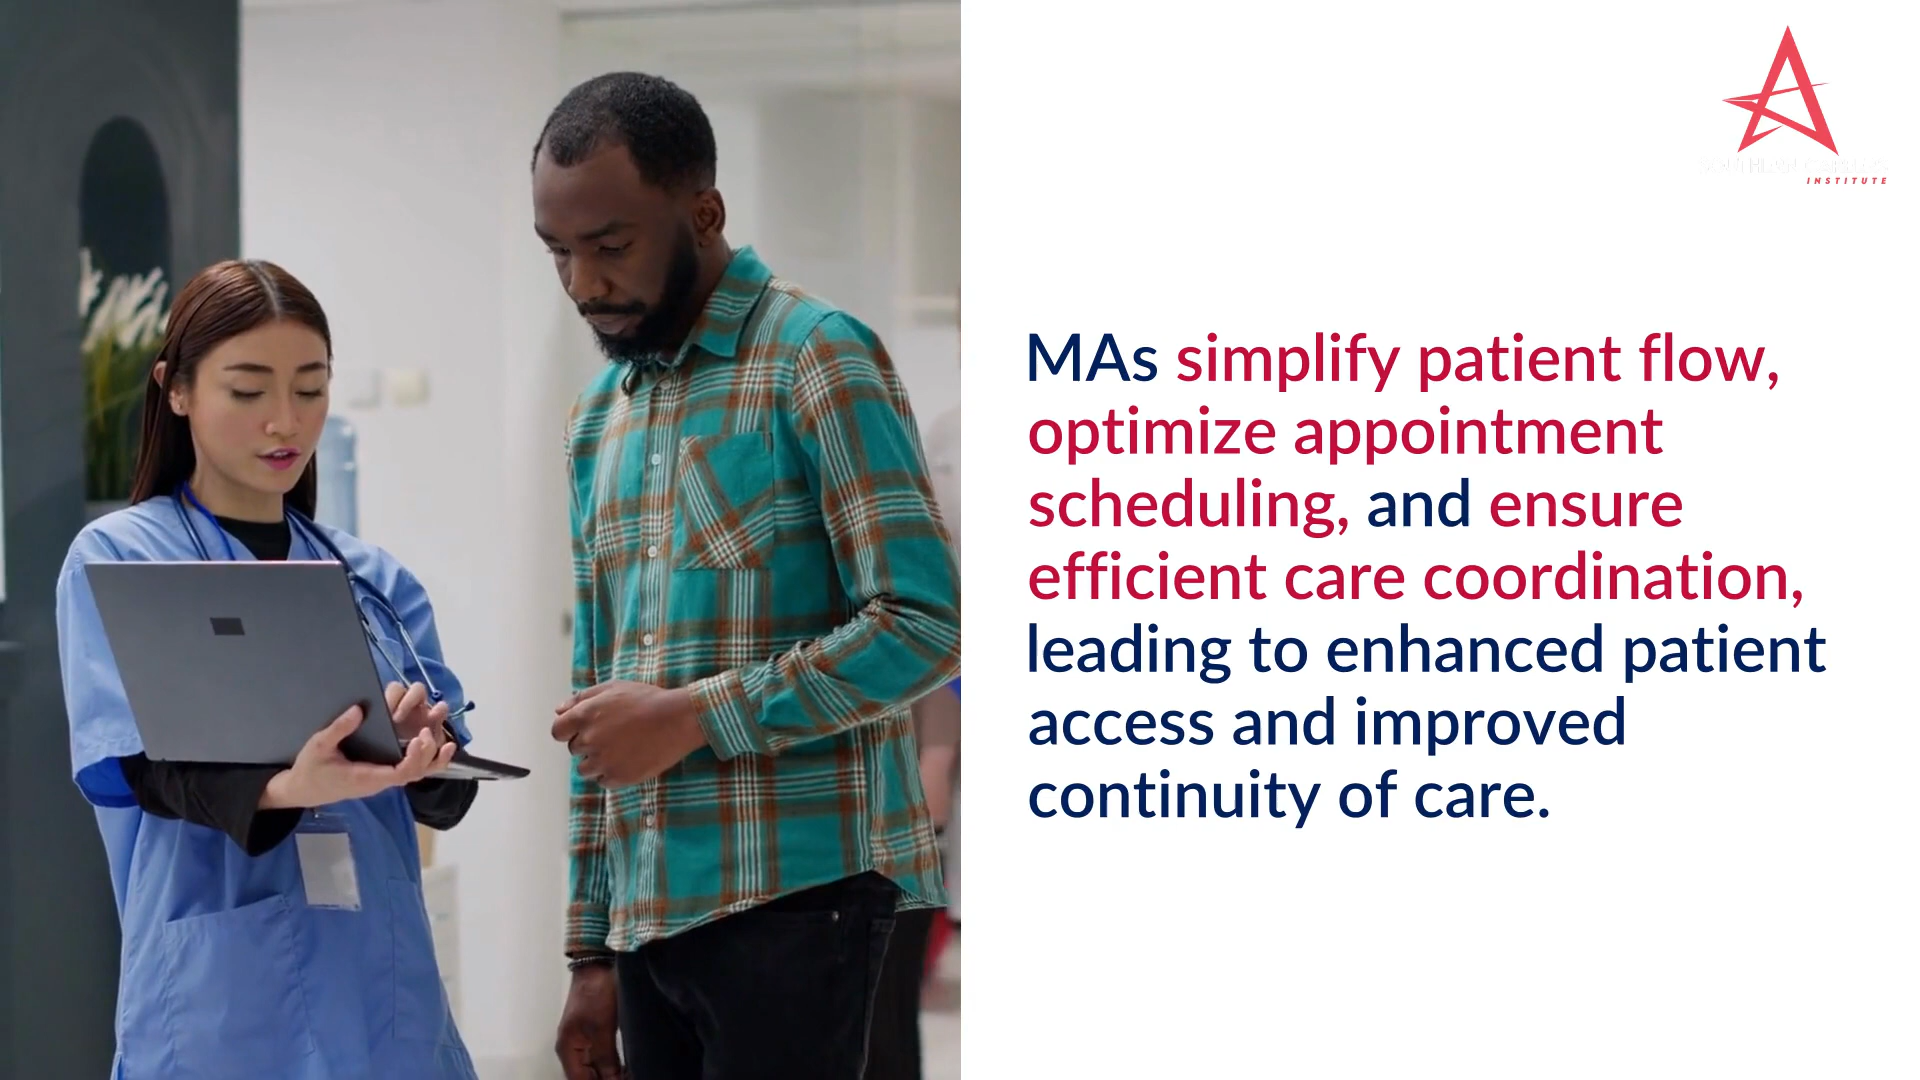 INSTITUTE
MAs simplify patient flow,
optimize appointment
scheduling, and ensure
efficient care coordination,
leading to enhanced patient
access and improved
continuity of care.